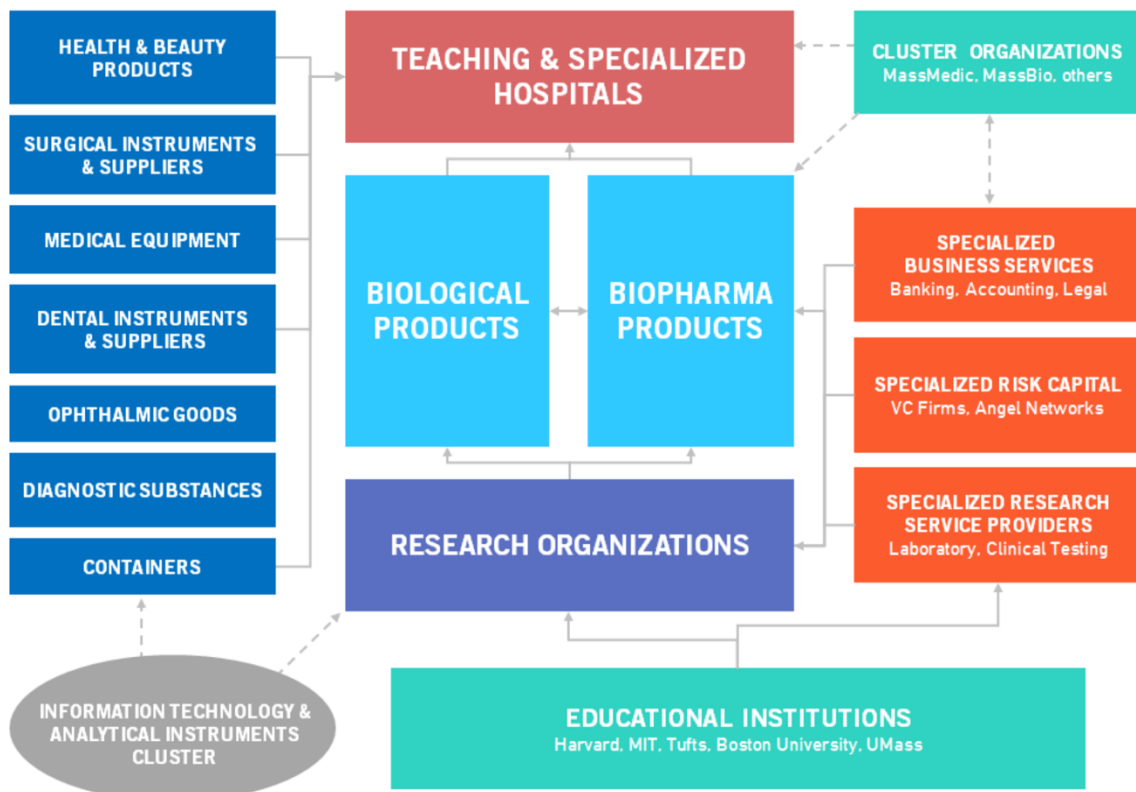 HEALTH & BEAUTY
PRODUCTS
SURGICAL INSTRUMENTS
& SUPPLIERS
MEDICAL EQUIPMENT
DENTAL INSTRUMENTS
& SUPPLIERS
OPHTHALMIC GOODS
DIAGNOSTIC SUBSTANCES
CONTAINERS
INFORMATION TECHNOLOGY &
ANALYTICAL INSTRUMENTS
CLUSTER
TEACHING & SPECIALIZED
HOSPITALS
BIOLOGICAL
PRODUCTS
BIOPHARMA
PRODUCTS
RESEARCH ORGANIZATIONS
EDUCATIONAL INSTITUTIONS
Harvard, MIT, Tufts, Boston University, UMass
CLUSTER ORGANIZATIONS
MassMedic, MassBio, others
SPECIALIZED
BUSINESS SERVICES
Banking, Accounting, Legal
SPECIALIZED RISK CAPITAL
VC Firms, Angel Networks
SPECIALIZED RESEARCH
SERVICE PROVIDERS
Laboratory, Clinical Testing